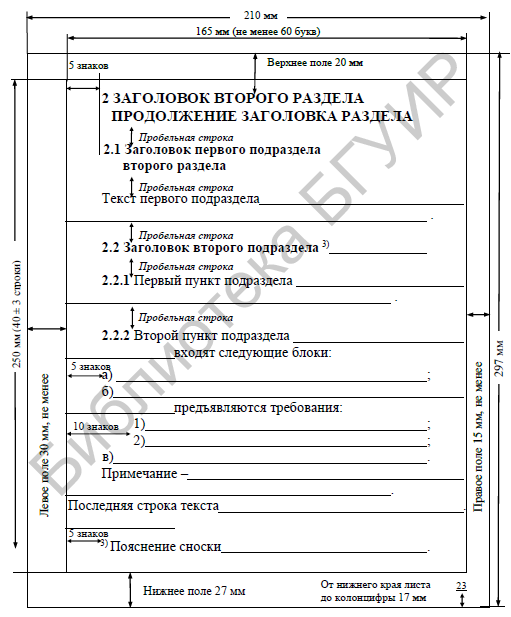 210 мм
165 мм (не менее 60 букв)
5 знаков
Верхнее поле 20 мм
2 ЗАГОЛОВОК ВТОРОГО РАЗДЕЛА
ПРОДОЛЖЕНИЕ ЗАГОЛОВКА РАЗДЕЛА
Пробельная строка
2.1 Заголовок первого подраздела
второго раздела
Пробельная строка
Текст первого подраздела
.
Пробельная строка
2.2 Заголовок второго подраздела 3)
Пробельная строка
2.2.1 Первый пункт подраздела
.
Пробельная строка
2.2.2 Второй пункт подраздела
входят следующие блоки:
5 знаков
а) ;
б) ;
предъявляются требования:
10 знаков
1) ;
2) ;
в) .
Примечание –
.
Последняя строка текста .
5 знаков
3) Пояснение сноски .
Нижнее поле 27 мм
От нижнего края листа
до колонцифры 17 мм
23
250 мм (40 ± 3 строки)
Левое поле 30 мм, не менее
Правое поле 15 мм, не менее
297 мм
Библиотека БГУИР